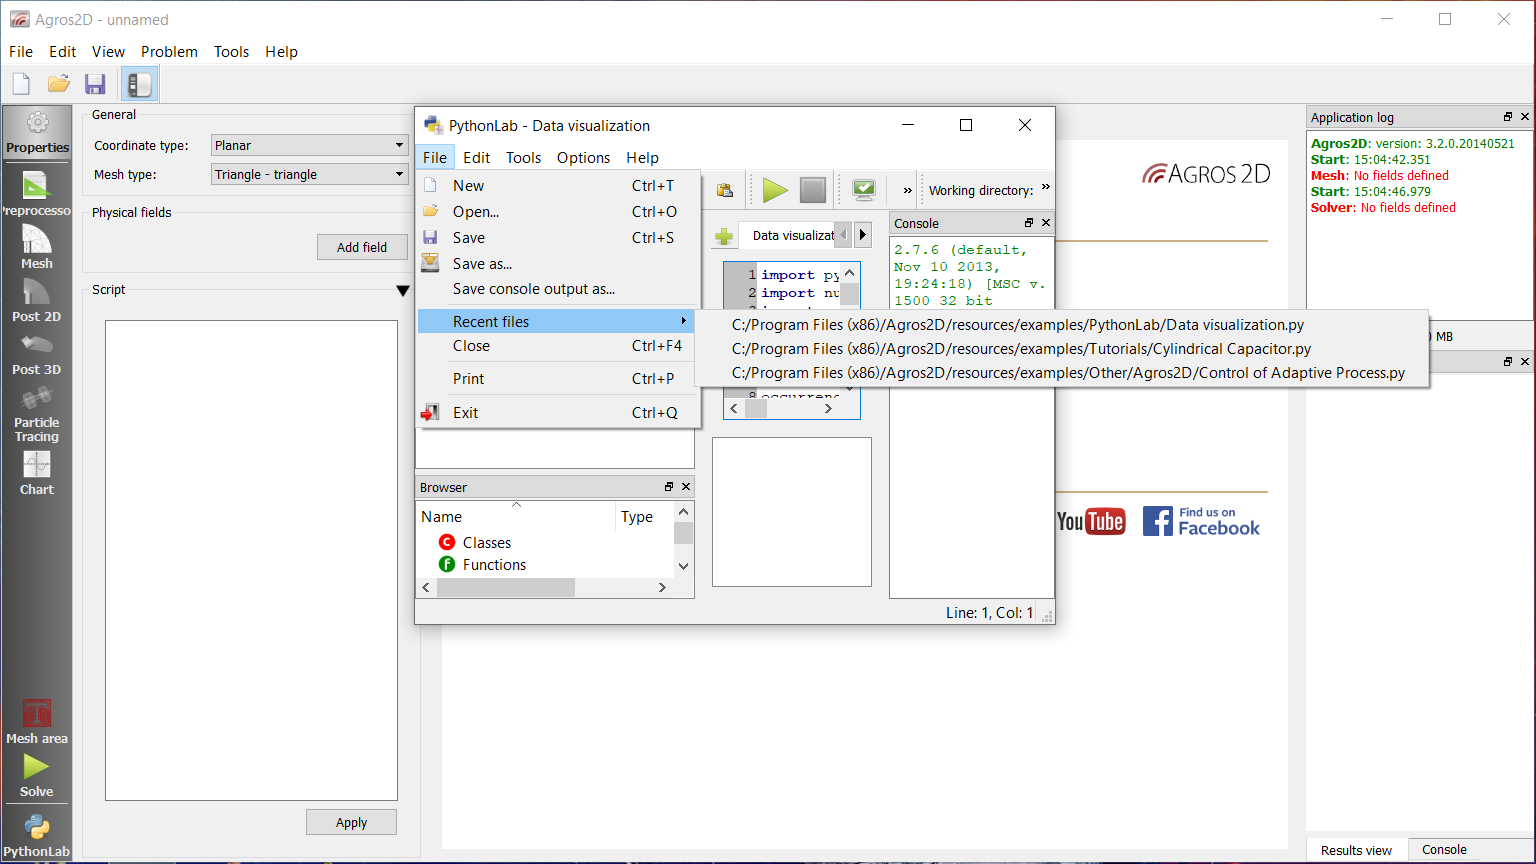 Agros2D - unnamed
File Edit View Problem Tools Help
Properties
Preprocesso
Mesh
Post 2D
Post 3D
Particle
Tracing
Chart
Mesh area
Solve
PythonLab
General
Coordinate type: Planar
Mesh type: Triangle - triangle
Physical fields
Add field
Script
Apply
PythonLab - Data visualization
File Edit Tools Options Help
New Ctrl+T
Open... Ctrl+O
Save Ctrl+S
Save as...
Save console output as...
Recent files
Close Ctrl+F4
Print Ctrl+P
Exit Ctrl+Q
C:/Program Files (x86)/Agros2D/resources/examples/PythonLab/Data visualization.py
C:/Program Files (x86)/Agros2D/resources/examples/Tutorials/Cylindrical Capacitor.py
C:/Program Files (x86)/Agros2D/resources/examples/Other/Agros2D/Control of Adaptive Process.py
» Working directory: »
Data visualizat
1 import py
2 import nu
8 occurrenc
Console
2.7.6 (default,
Nov 10 2013,
19:24:18) [MSC v.
1500 32 bit
Browser
Name Type
Classes
Functions
Line: 1, Col: 1
AGROS 2D
YouTube
Find us on
Facebook
Application log
Agros2D: version: 3.2.0.20140521
Start: 15:04:42.351
Mesh: No fields defined
Start: 15:04:46.979
Solver: No fields defined
MB
Results view Console